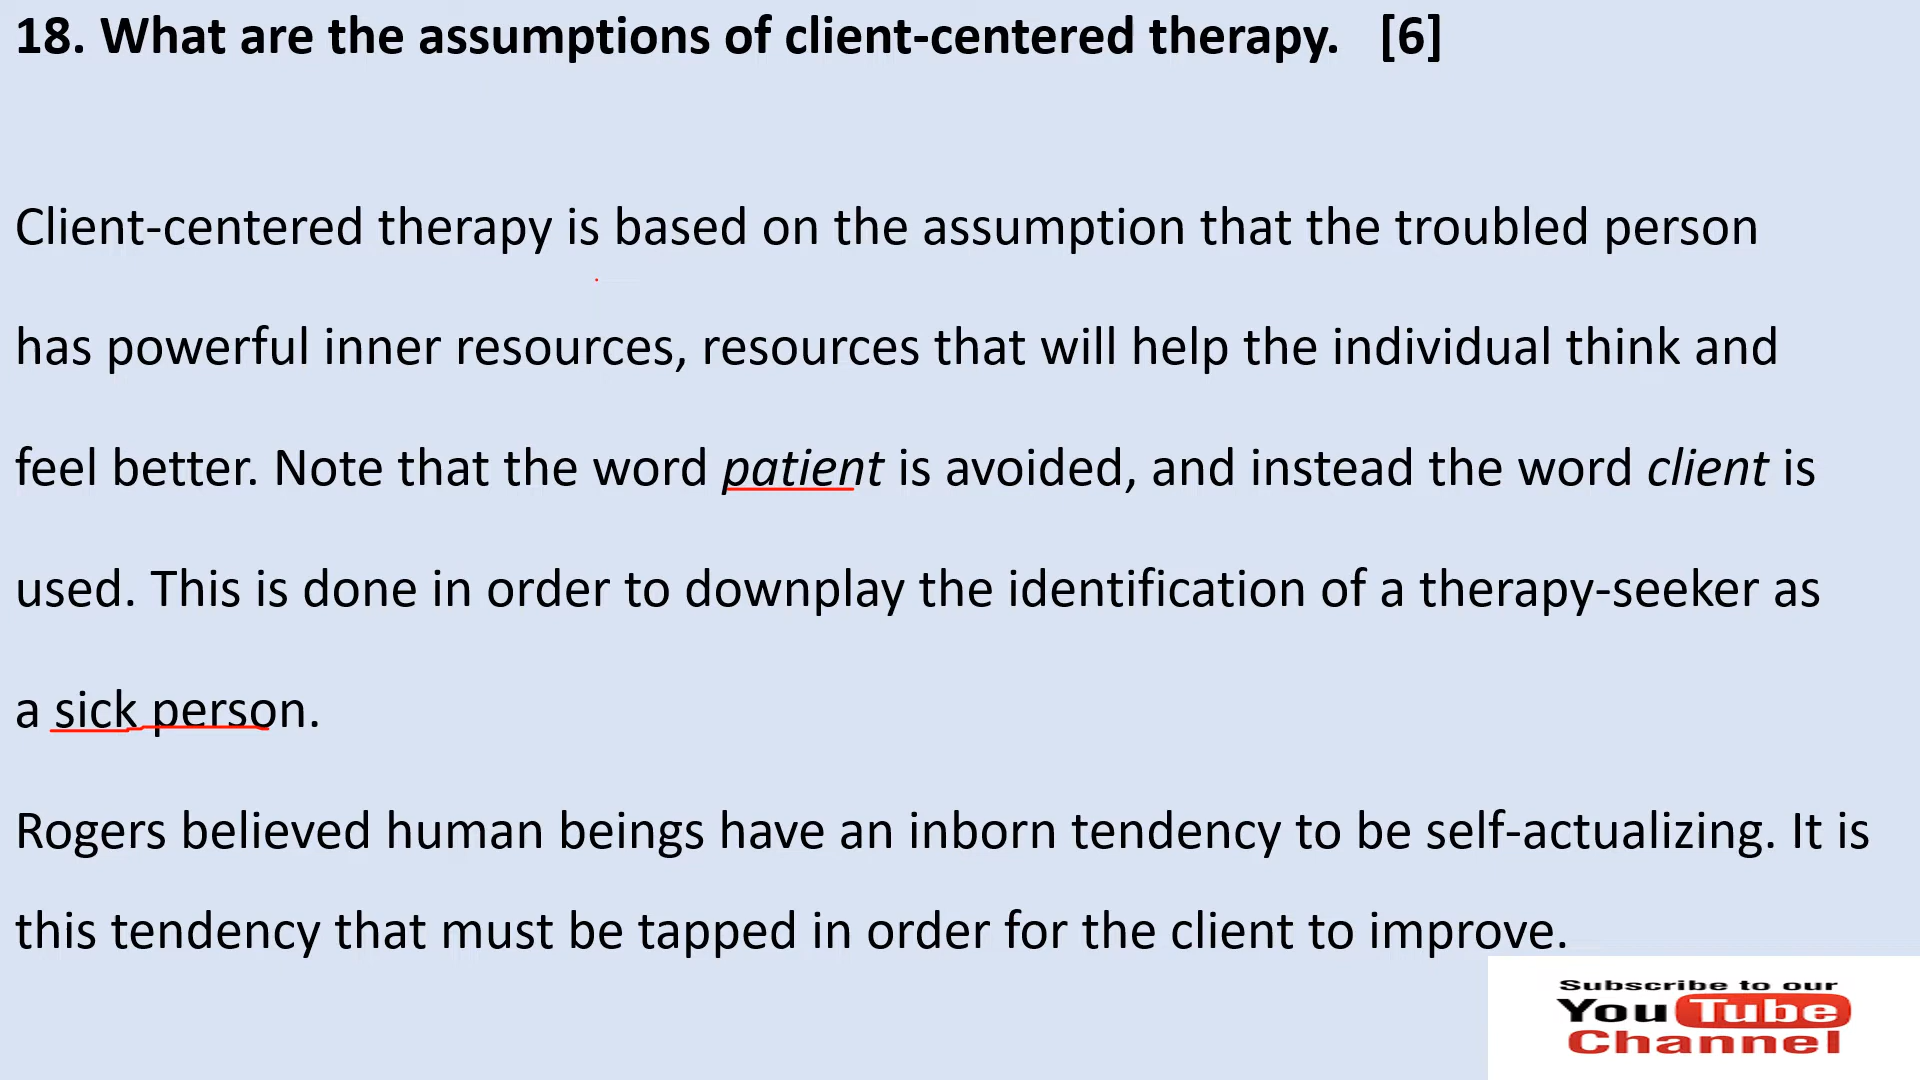 18. What are the assumptions of client-centered therapy. [6]
Client-centered therapy is based on the assumption that the troubled person
has powerful inner resources, resources that will help the individual think and
feel better. Note that the word patient is avoided, and instead the word client is
used. This is done in order to downplay the identification of a therapy-seeker as
a sick person.
Rogers believed human beings have an inborn tendency to be self-actualizing. It is
this tendency that must be tapped in order for the client to improve.
Subscribe to our
YouTube
Channel